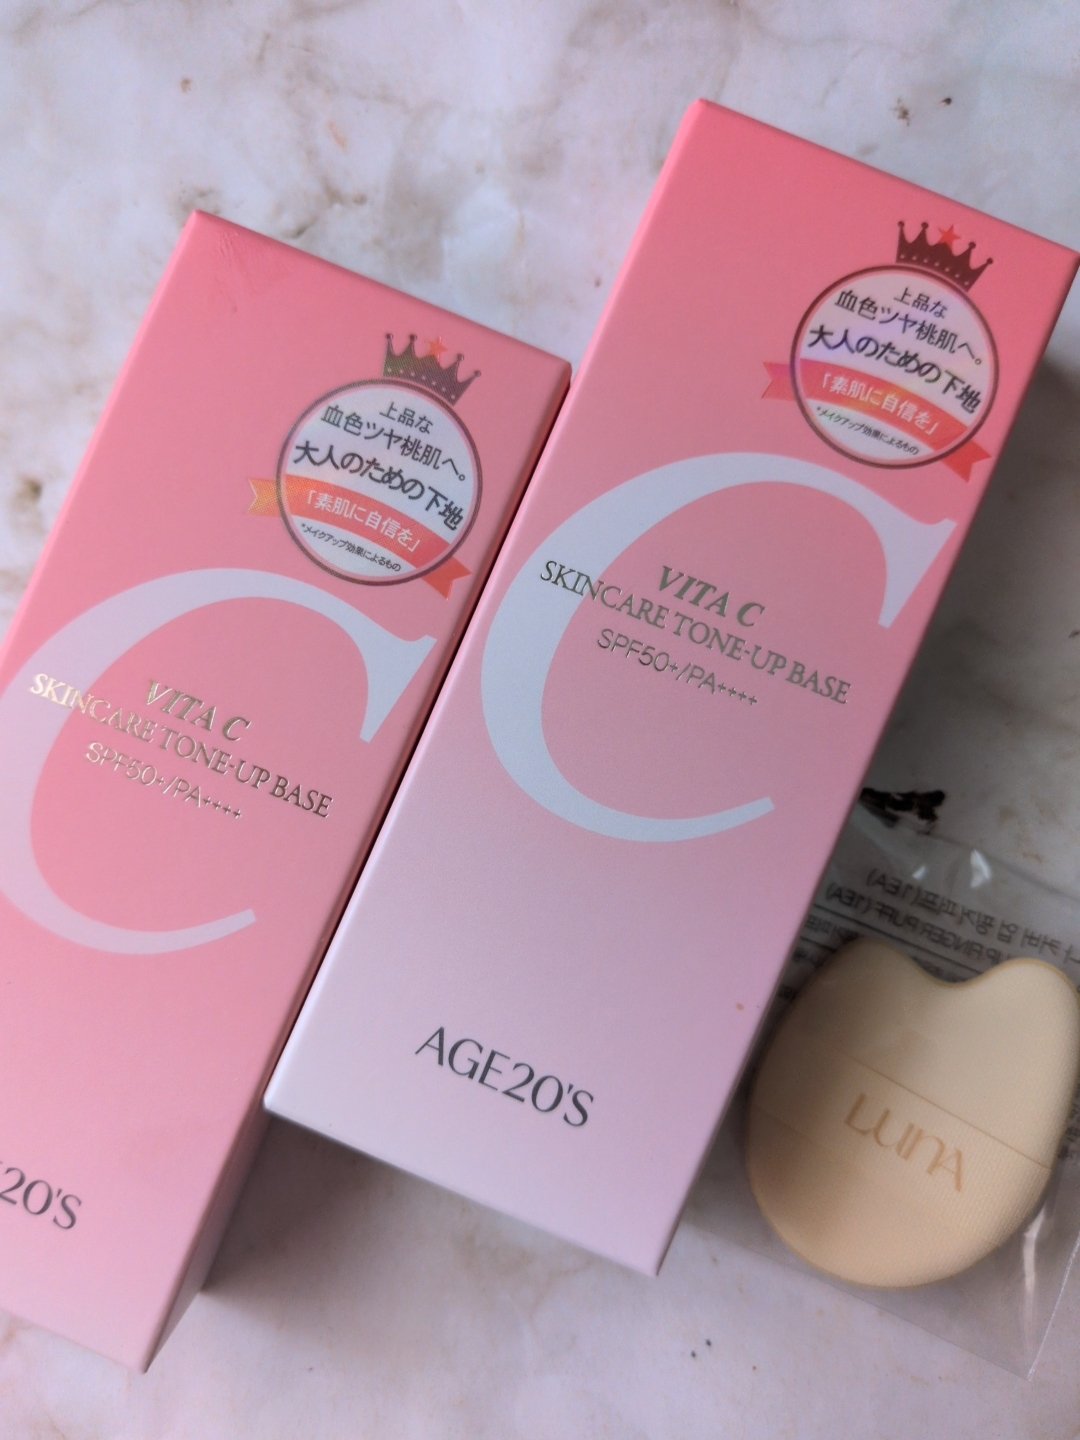 上品な
血色ツヤ桃肌へ。
大人のための下地
「素肌に自信を」
*メイクアップ効果によるもの
C
VITA C
SKINCARE TONE-UP BASE
SPF50+/PA++++
20'S
上品な
血色ツヤ桃肌へ。
大人のための下地
「素肌に自信を」
*メイクアップ効果によるもの
C
VITA C
SKINCARE TONE-UP BASE
SPF50+/PA++++
AGE20'S
(1EA)
FINGER PUFF (1EA)
LUNA